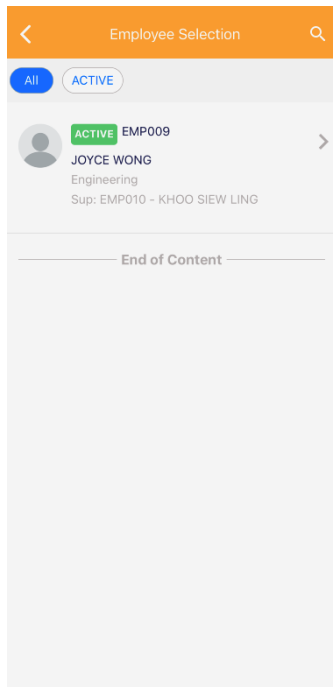 Employee Selection
All ACTIVE
ACTIVE EMP009
JOYCE WONG
Engineering
Sup: EMP010 - KHOO SIEW LING
End of Content